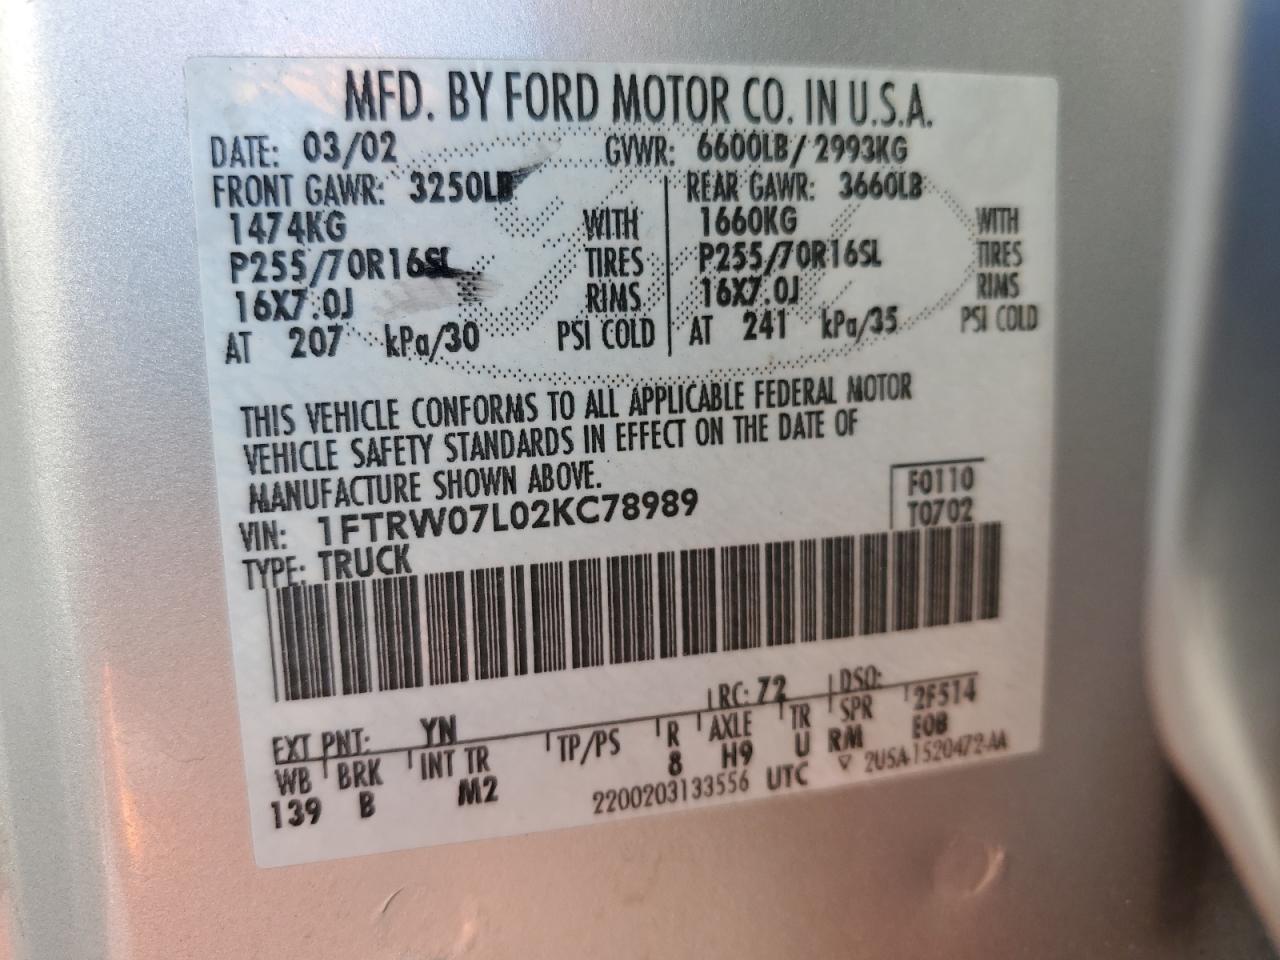 MFD. BY FORD MOTOR CO. IN U.S.A.
DATE: 03/02 GVWR: 6600LB/ 2993KG
FRONT GAWR: 3250LB REAR GAWR: 3660LB
1474KG WITH 1660KG WITH
P255/70R16SL TIRES P255/70R16SL TIRES
16X7.0J RIMS 16X7.0J RIMS
AT 207 kPa/30 PSI COLD AT 241 kPa/35 PSI COLD
THIS VEHICLE CONFORMS TO ALL APPLICABLE FEDERAL MOTOR
VEHICLE SAFETY STANDARDS IN EFFECT ON THE DATE OF
MANUFACTURE SHOWN ABOVE.
VIN: 1FTRW07L02KC78989 F0110
TYPE: TRUCK T0702
EXT PNT: YN RC: 72 DSO: 2F514
WB BRK INT TR TP/PS R AXLE TR SPR EOB
139 B M2 8 H9 U RM
2200203133556 UTC ▽ 2U5A-1520472-AA